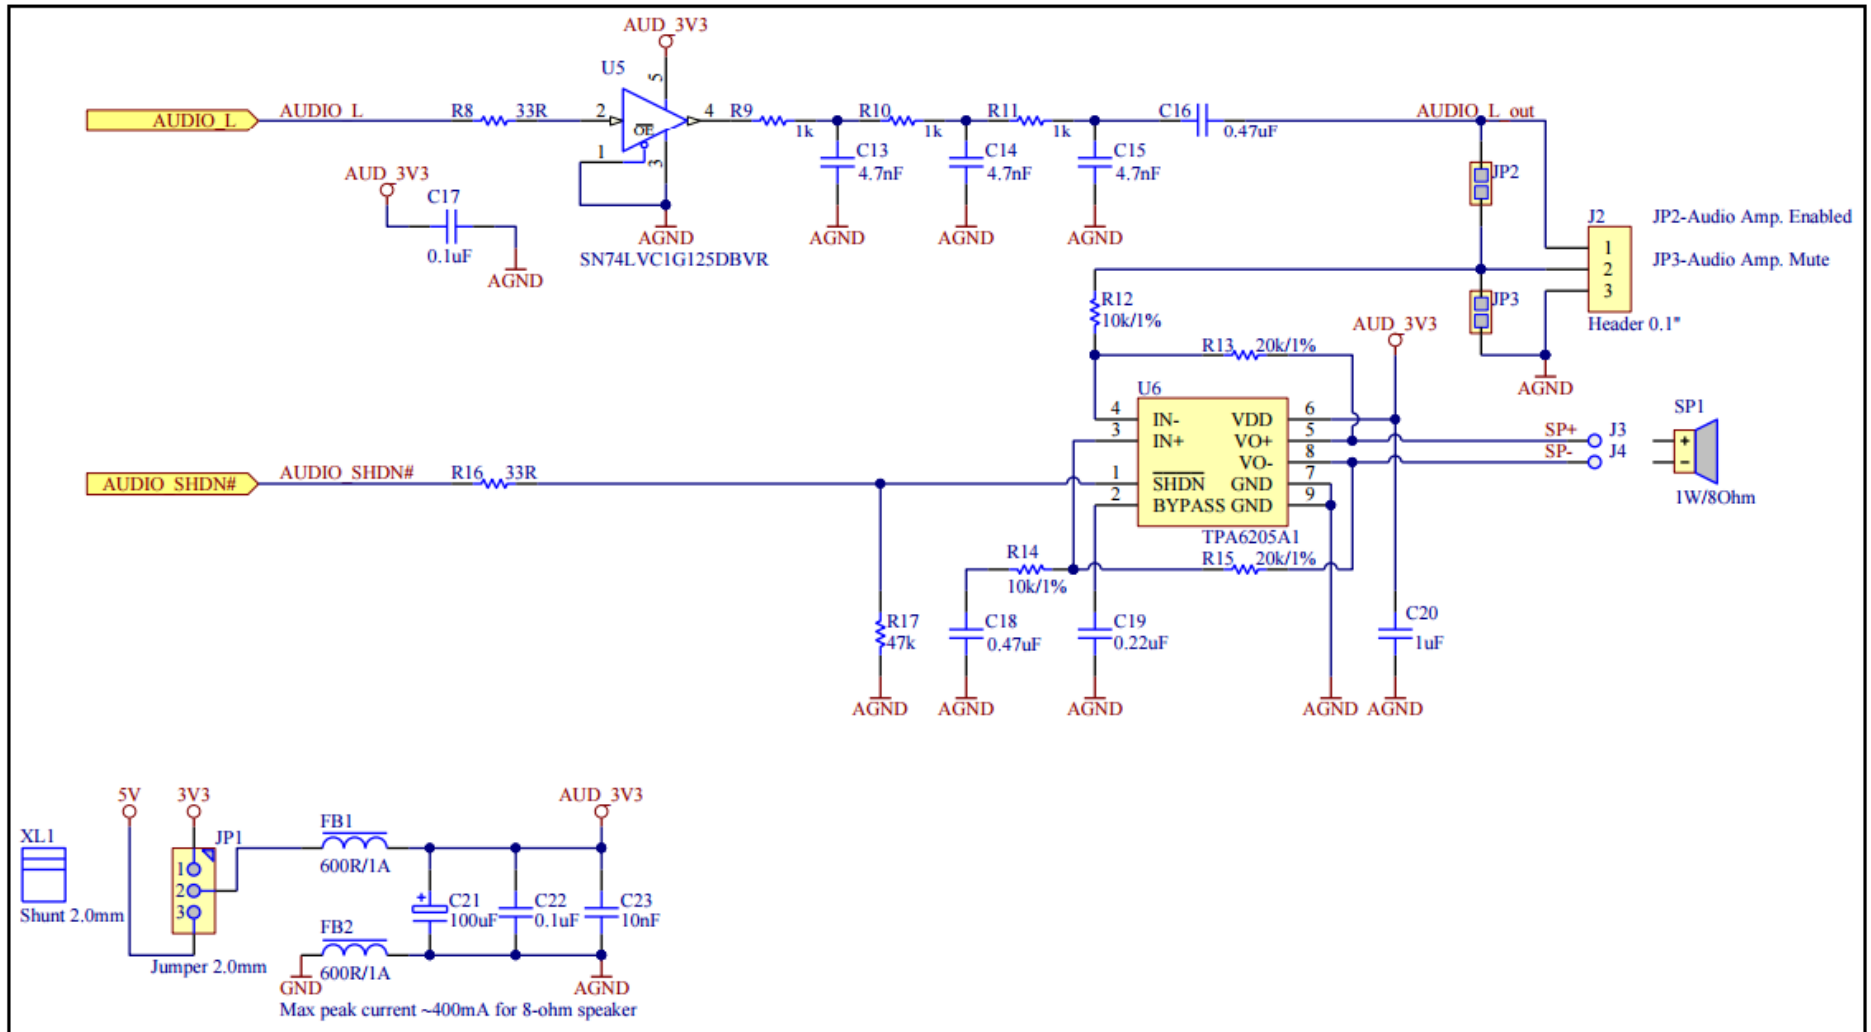 AUD_3V3
U5
5
AUDIO_L
AUDIO_L
R8 33R
2
OE
4
R9
1k
R10
1k
R11
1k
C16
0.47uF
AUDIO_L_out
1
3
C13
4.7nF
C14
4.7nF
C15
4.7nF
AUD_3V3
C17
0.1uF
AGND
AGND
SN74LVC1G125DBVR
AGND
AGND
AGND
JP2
J2
1
2
3
Header 0.1"
JP2-Audio Amp. Enabled
JP3-Audio Amp. Mute
JP3
AGND
R12
10k/1%
R13 20k/1%
AUD_3V3
U6
4 IN- VDD 6
3 IN+ VO+ 5
VO- 8
1 SHDN GND 7
2 BYPASS GND 9
TPA6205A1
SP+ J3
SP- J4
SP1
+
-
1W/8Ohm
AUDIO_SHDN#
AUDIO_SHDN#
R16 33R
R14
10k/1%
R15 20k/1%
R17
47k
C18
0.47uF
C19
0.22uF
C20
1uF
AGND
AGND
AGND
AGND
AGND
5V
3V3
JP1
1
2
3
Jumper 2.0mm
XL1
Shunt 2.0mm
FB1
600R/1A
FB2
600R/1A
AUD_3V3
+
C21
100uF
C22
0.1uF
C23
10nF
GND
AGND
Max peak current ~400mA for 8-ohm speaker